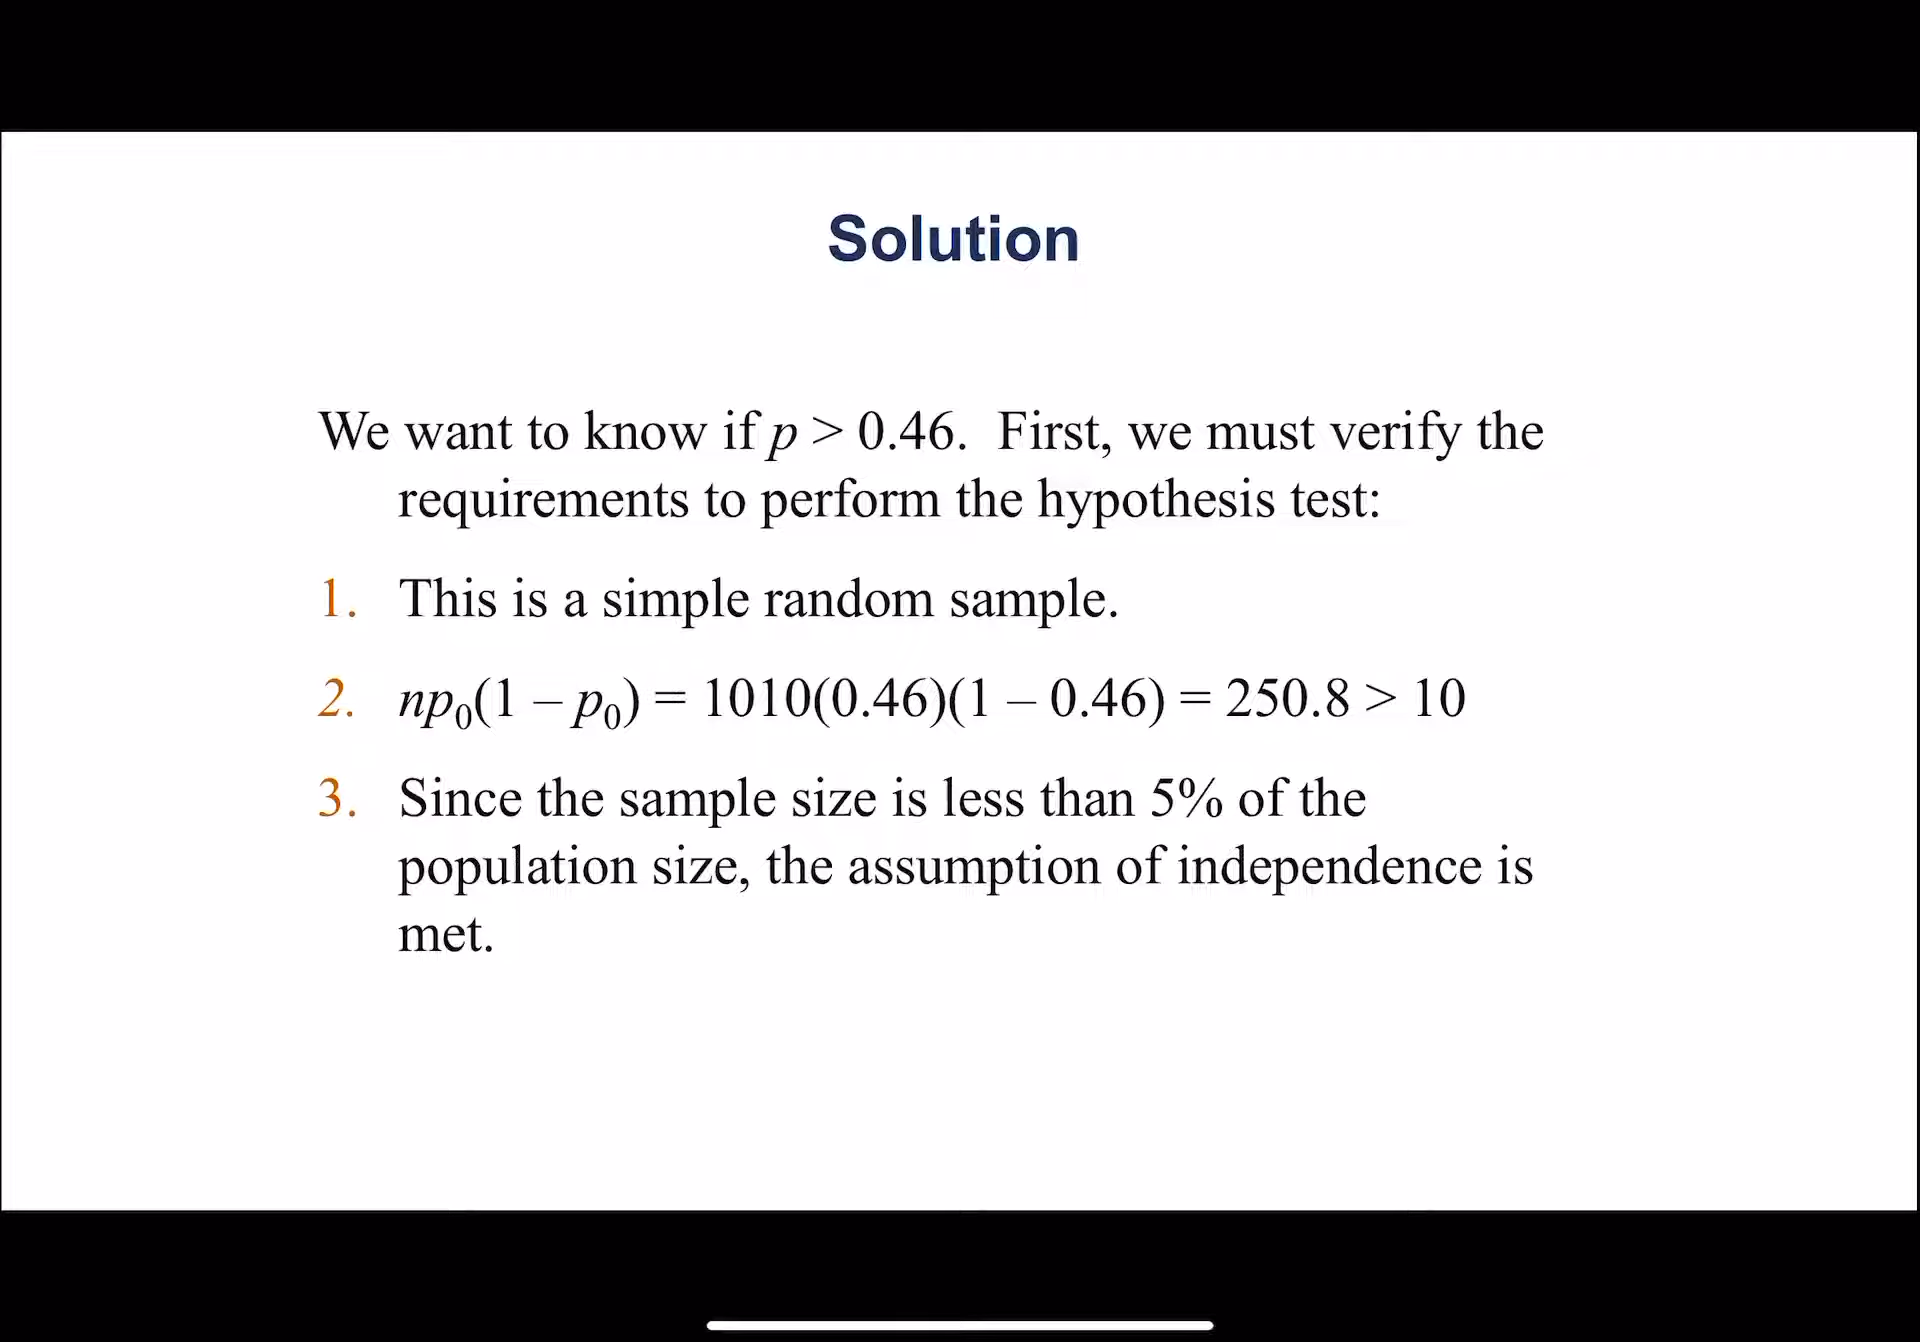 Solution
We want to know if p > 0.46. First, we must verify the
requirements to perform the hypothesis test:
1. This is a simple random sample.
2. np₀(1 – p₀) = 1010(0.46)(1 – 0.46) = 250.8 > 10
3. Since the sample size is less than 5% of the
population size, the assumption of independence is
met.